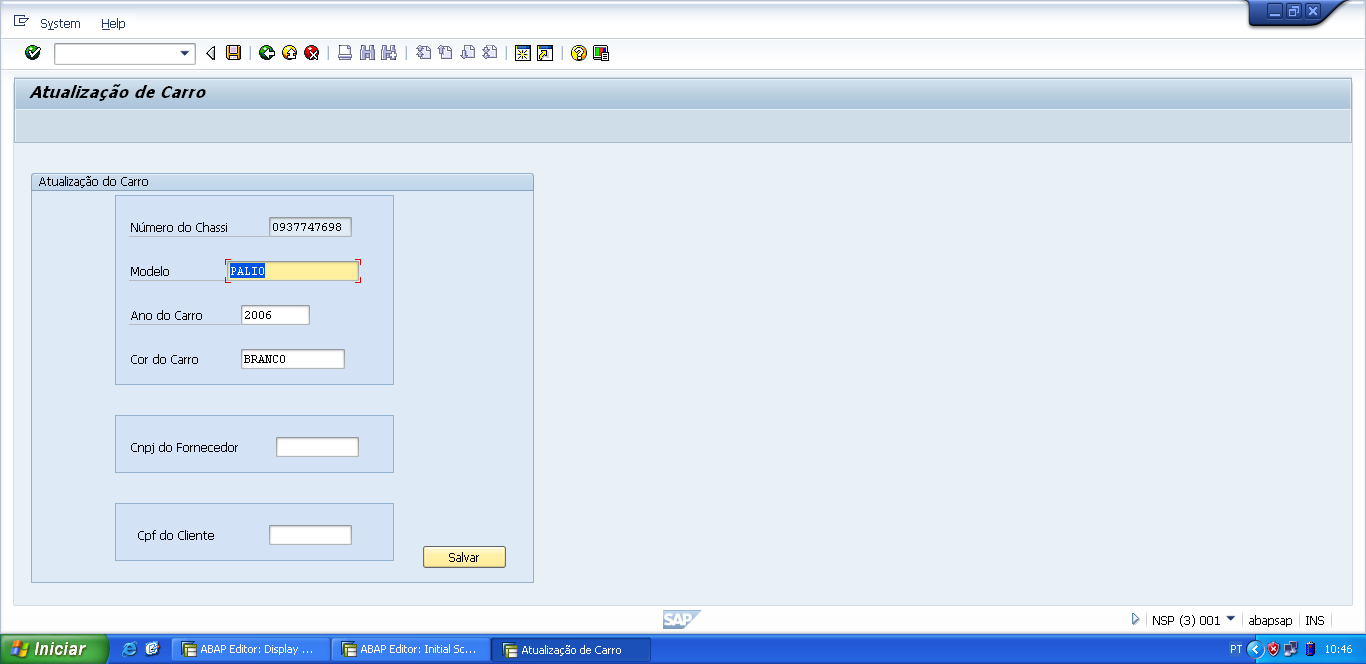 System Help
Atualização de Carro
Atualização do Carro
Número do Chassi 0937747698
Modelo PALIO
Ano do Carro 2006
Cor do Carro BRANCO
Cnpj do Fornecedor
Cpf do Cliente
Salvar
SAP NSP (3) 001 abapsap INS
Iniciar ABAP Editor: Display ... ABAP Editor: Initial Sc... Atualização de Carro PT 10:46